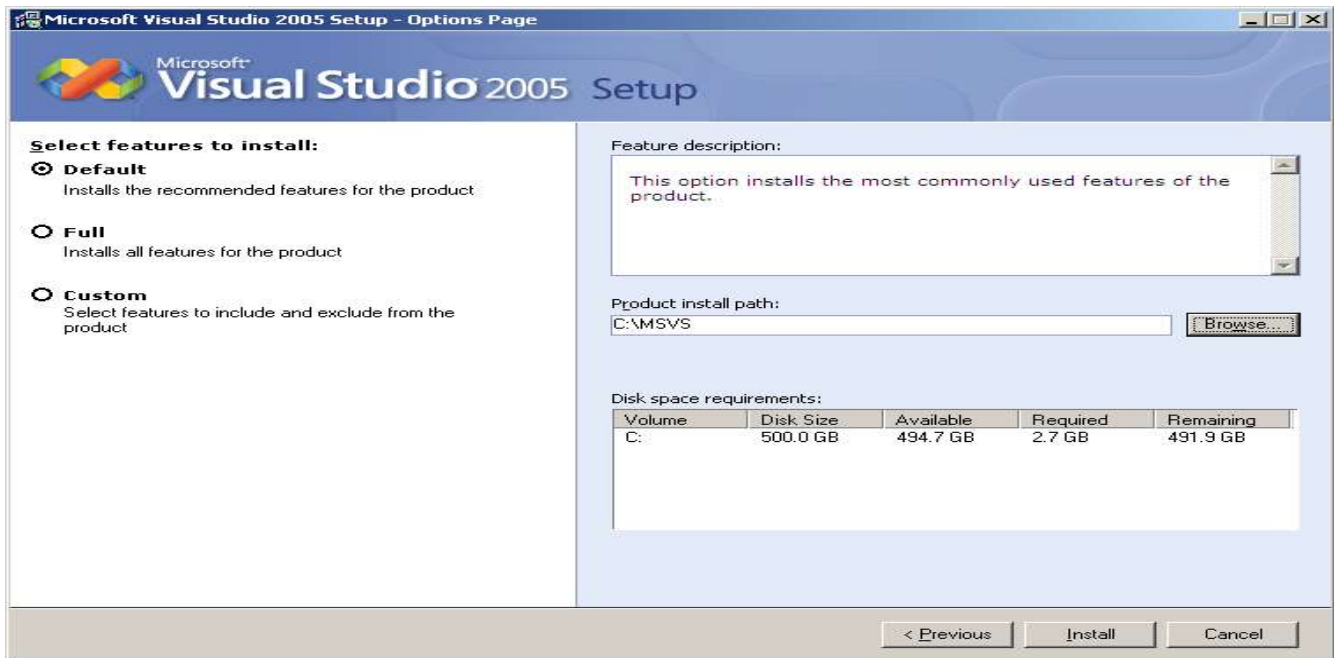 Microsoft Visual Studio 2005 Setup - Options Page
Microsoft
Visual Studio 2005 Setup
Select features to install:
Default
Installs the recommended features for the product
Full
Installs all features for the product
Custom
Select features to include and exclude from the
product
Feature description:
This option installs the most commonly used features of the
product.
Product install path:
C:\MSVS
Browse...
Disk space requirements:
Volume Disk Size Available Required Remaining
C: 500.0 GB 494.7 GB 2.7 GB 491.9 GB
< Previous Install Cancel